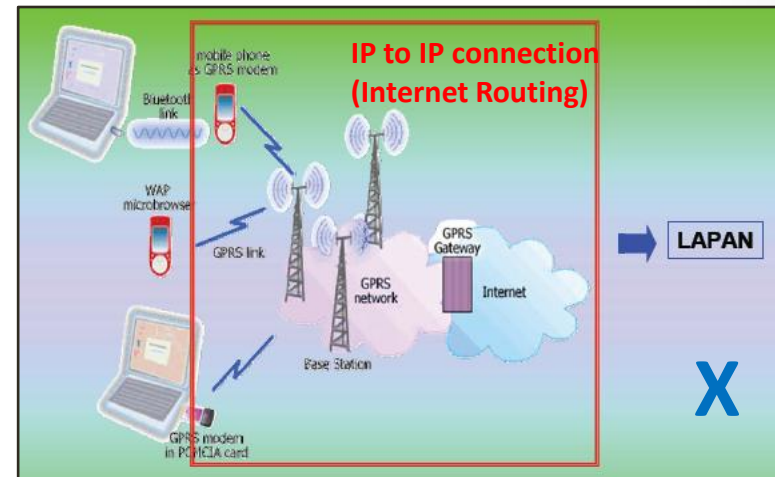 IP to IP connection
(Internet Routing)
mobile phone
as GPRS modem
Bluetooth
link
WAP
microbrowser
GPRS link
GPRS
Gateway
GPRS
network
Internet
LAPAN
Base Station
X
GPRS modem
in PCMCIA card